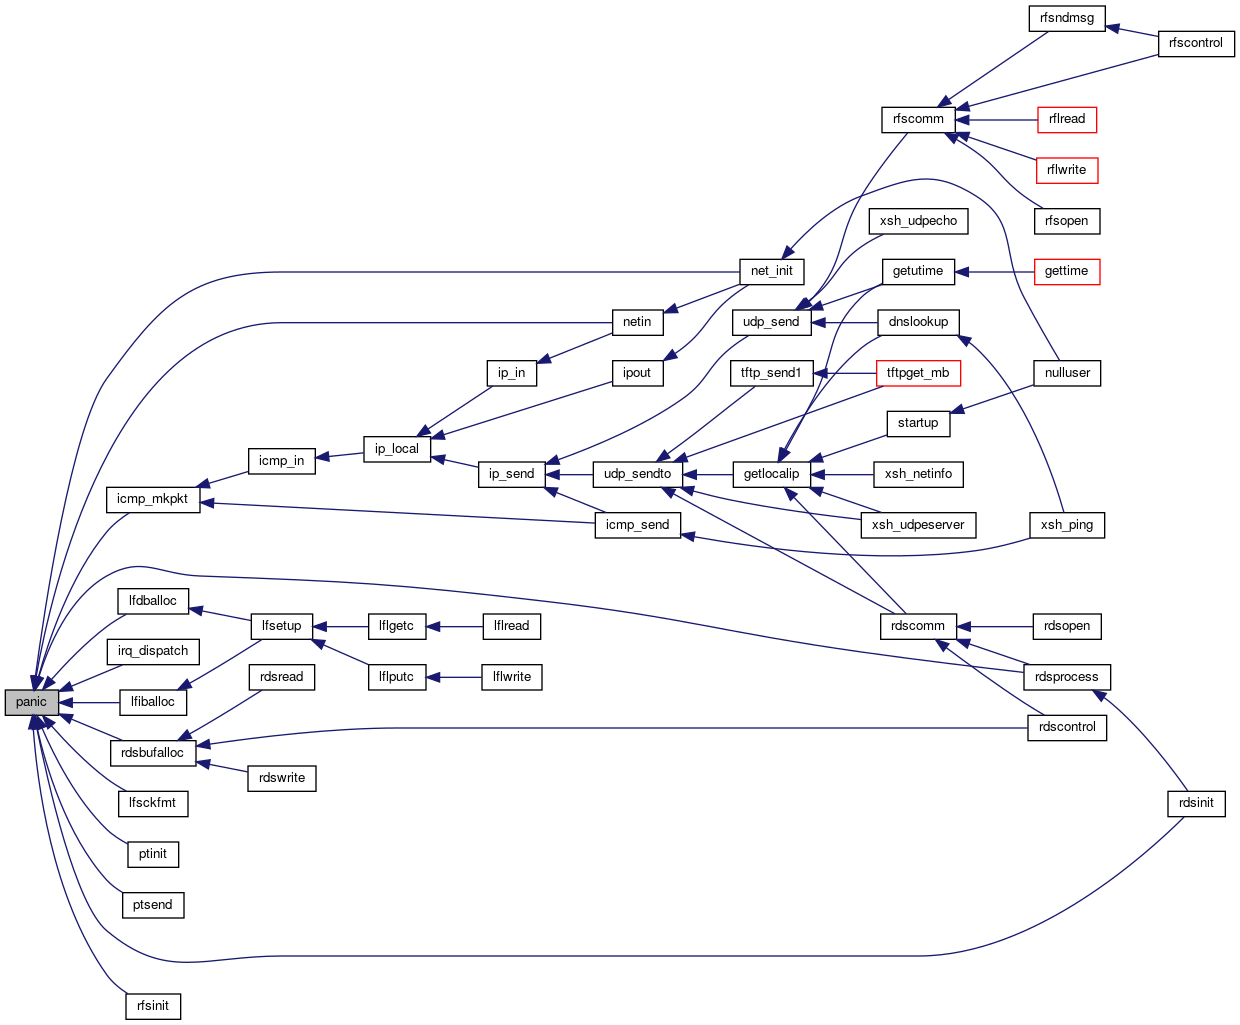 rfsndmsg
rfscontrol
rfscomm
rflread
rflwrite
rfsopen
xsh_udpecho
net_init
getutime
gettime
netin
udp_send
dnslookup
ip_in
ipout
tftp_send1
tftpget_mb
nulluser
startup
ip_local
icmp_in
ip_send
udp_sendto
getlocalip
xsh_netinfo
icmp_mkpkt
icmp_send
xsh_udpeserver
xsh_ping
lfdballoc
lfsetup
lflgetc
lflread
rdscomm
rdsopen
irq_dispatch
rdsread
lflputc
lflwrite
rdsprocess
panic
lfiballoc
rdscontrol
rdsbufalloc
rdswrite
lfsckfmt
rdsinit
ptinit
ptsend
rfsinit